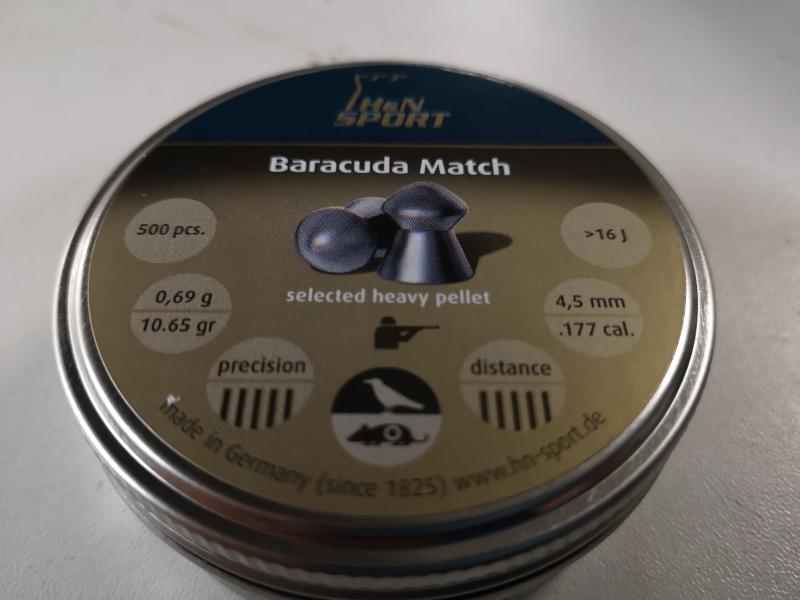 H&N
SPORT
Baracuda Match
500 pcs.
>16 J
selected heavy pellet
0,69 g
10.65 gr
4,5 mm
.177 cal.
precision
distance
made in Germany (since 1825) www.hn-sport.de